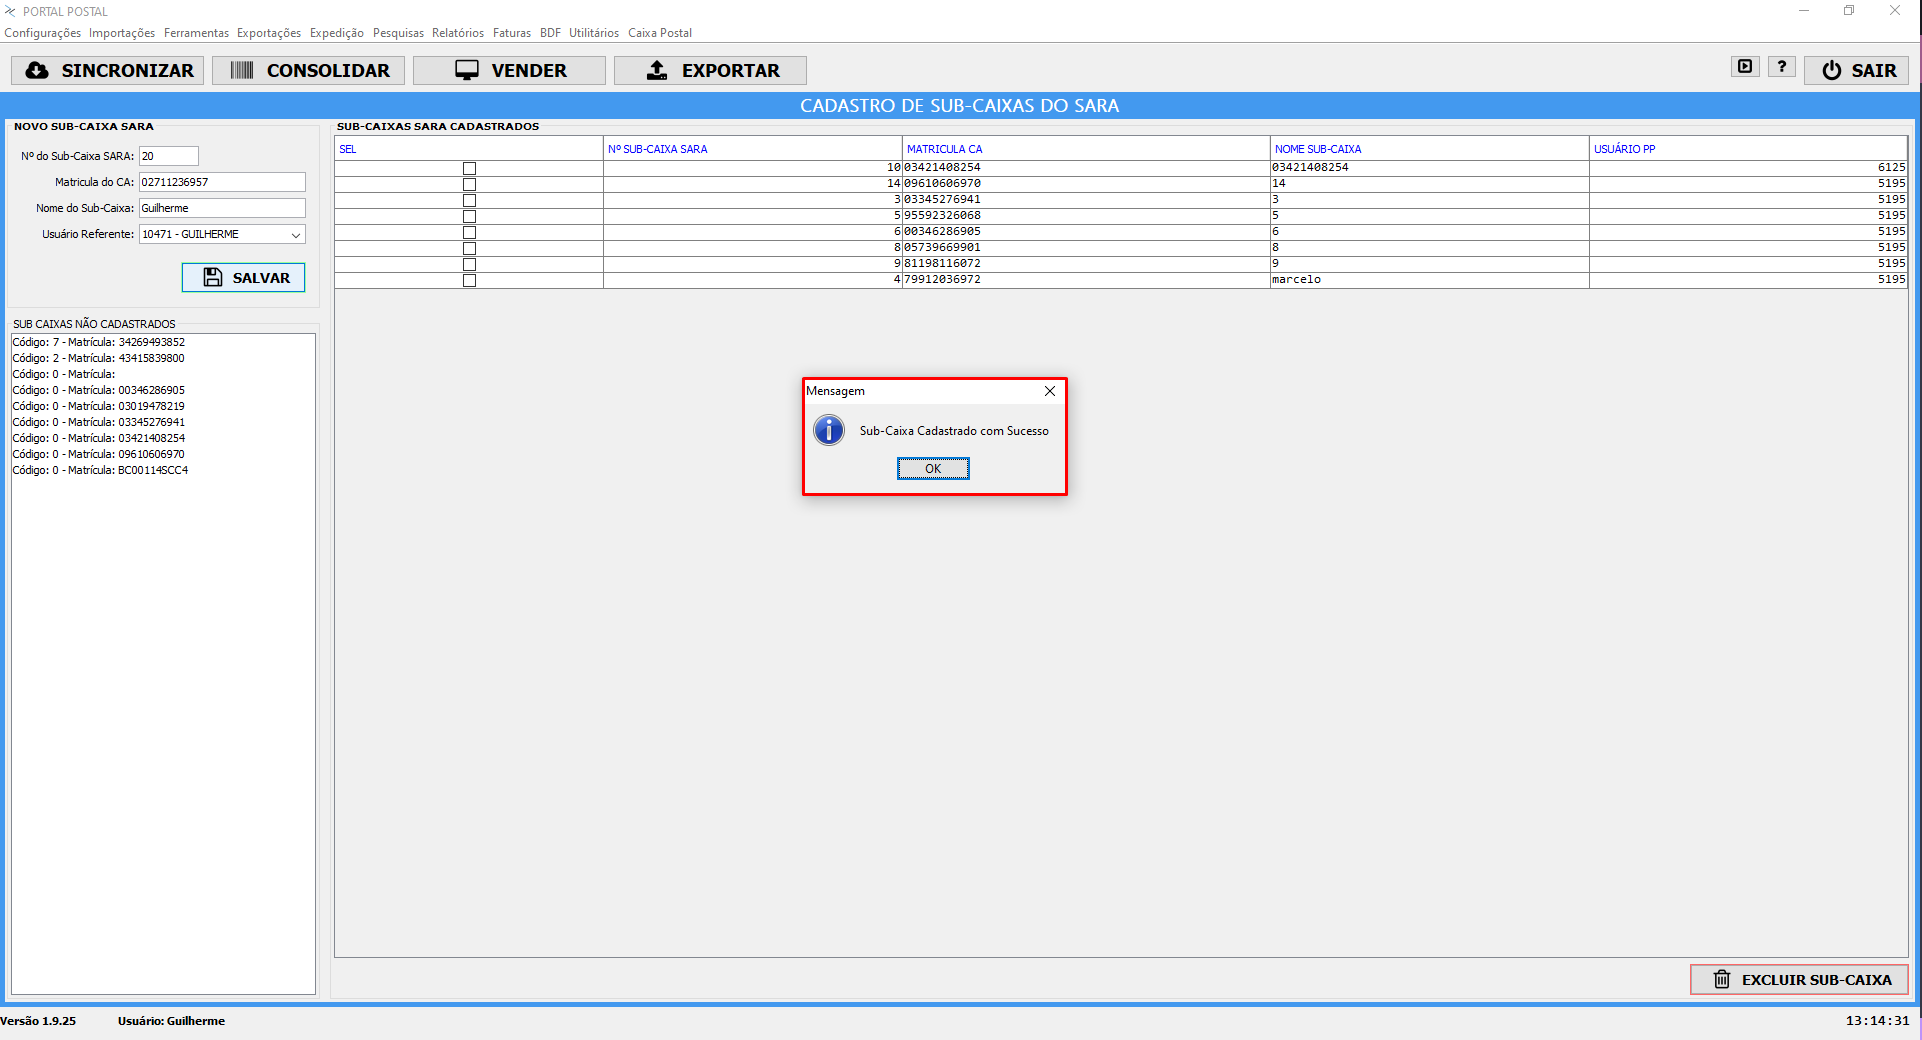 PORTAL POSTAL
Configurações Importações Ferramentas Exportações Expedição Pesquisas Relatórios Faturas BDF Utilitários Caixa Postal
SINCRONIZAR CONSOLIDAR VENDER EXPORTAR ? SAIR
CADASTRO DE SUB-CAIXAS DO SARA
NOVO SUB-CAIXA SARA
Nº do Sub-Caixa SARA: 20
Matricula do CA: 02711236957
Nome do Sub-Caixa: Guilherme
Usuário Referente: 10471 - GUILHERME
SALVAR
SUB CAIXAS NÃO CADASTRADOS
Código: 7 - Matrícula: 34269493852
Código: 2 - Matrícula: 43415839800
Código: 0 - Matrícula:
Código: 0 - Matrícula: 00346286905
Código: 0 - Matrícula: 03019478219
Código: 0 - Matrícula: 03345276941
Código: 0 - Matrícula: 03421408254
Código: 0 - Matrícula: 09610606970
Código: 0 - Matrícula: BC00114SCC4
SUB-CAIXAS SARA CADASTRADOS
SEL Nº SUB-CAIXA SARA MATRICULA CA NOME SUB-CAIXA USUÁRIO PP
10 03421408254 03421408254 6125
14 09610606970 14 5195
3 03345276941 3 5195
5 95592326068 5 5195
6 00346286905 6 5195
8 05739669901 8 5195
9 81198116072 9 5195
4 79912036972 marcelo 5195
Mensagem
Sub-Caixa Cadastrado com Sucesso
OK
EXCLUIR SUB-CAIXA
Versão 1.9.25 Usuário: Guilherme 13:14:31